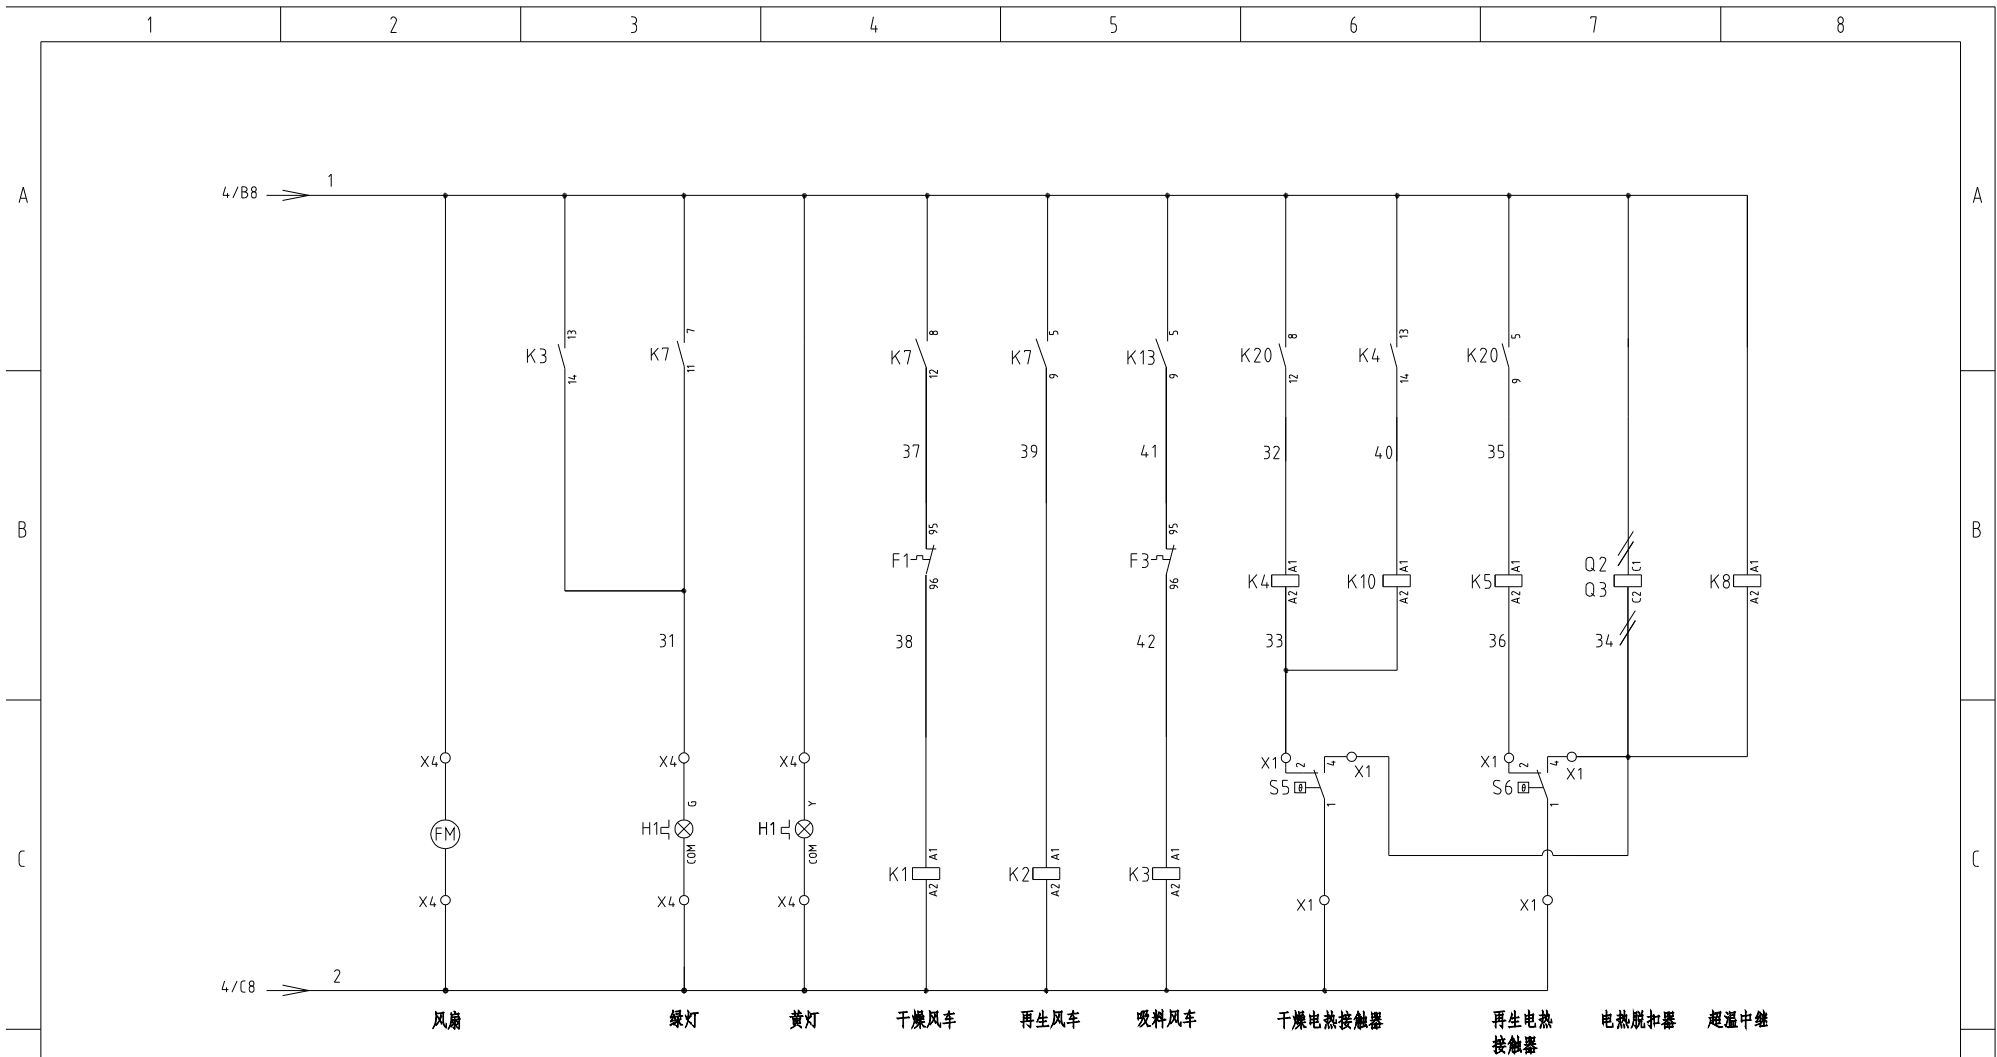 1 2 3 4 5 6 7 8
4/B8 1
A A
13 7 8 5 5 8 13 5
K3 K7 K7 K7 K13 K20 K4 K20
14 11 12 9 9 12 14 9
37 39 41 32 40 35
95 95
B B
F1 F3 Q2
A1 A1 A1 C1 A1
K4 K10 K5 Q3 K8
96 96 A2 A2 A2 C2 A2
31 38 42 33 36 34
X4 X4 X4 X1 2 4 X1 X1 2 4 X1
S5 θ S6 θ
G Y 1 1
FM H1 H1
COM COM A1 A1 A1
C C
K1 K2 K3
A2 A2 A2
X4 X4 X4 X1 X1
4/C8 2
风扇 绿灯 黄灯 干燥风车 再生风车 吸料风车 干燥电热接触器 再生电热 电热脱扣器 超温中继
接触器